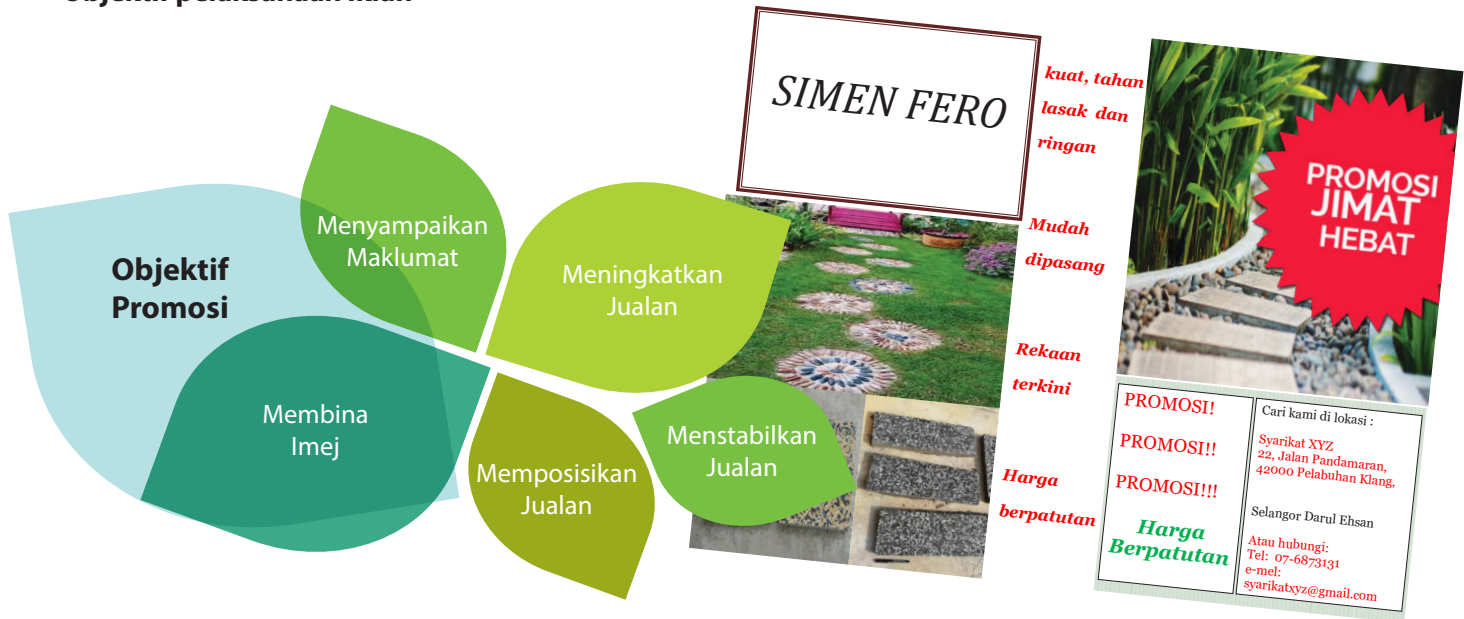 Objektif pelaksanaan iklan
Objektif
Promosi
Menyampaikan
Maklumat
Meningkatkan
Jualan
Membina
Imej
Memposisikan
Jualan
Menstabilkan
Jualan
SIMEN FERO
kuat, tahan
lasak dan
ringan
Mudah
dipasang
Rekaan
terkini
Harga
berpatutan
PROMOSI
JIMAT
HEBAT
PROMOSI!
PROMOSI!!
PROMOSI!!!
Harga
Berpatutan
Cari kami di lokasi :
Syarikat XYZ
22, Jalan Pandamaran,
42000 Pelabuhan Klang,
Selangor Darul Ehsan
Atau hubungi:
Tel: 07-6873131
e-mel:
syarikatxyz@gmail.com